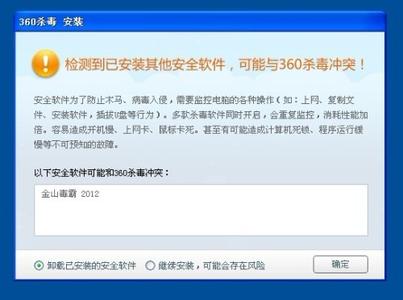 360杀毒 安装
检测到已安装其他安全软件，可能与360杀毒冲突！
安全软件为了防止木马、病毒入侵，需要监控电脑的各种操作（如：上网、复制文
件、安装软件，插拔U盘等行为）。多款杀毒软件同时开启，会重复监控，消耗性能加
倍。容易造成开机慢、上网卡、鼠标卡死。甚至有可能造成计算机死锁、程序运行缓
慢等不可预知的故障。
以下安全软件可能和360杀毒冲突：
金山毒霸 2012
卸载已安装的安全软件 继续安装，可能会存在风险 确定